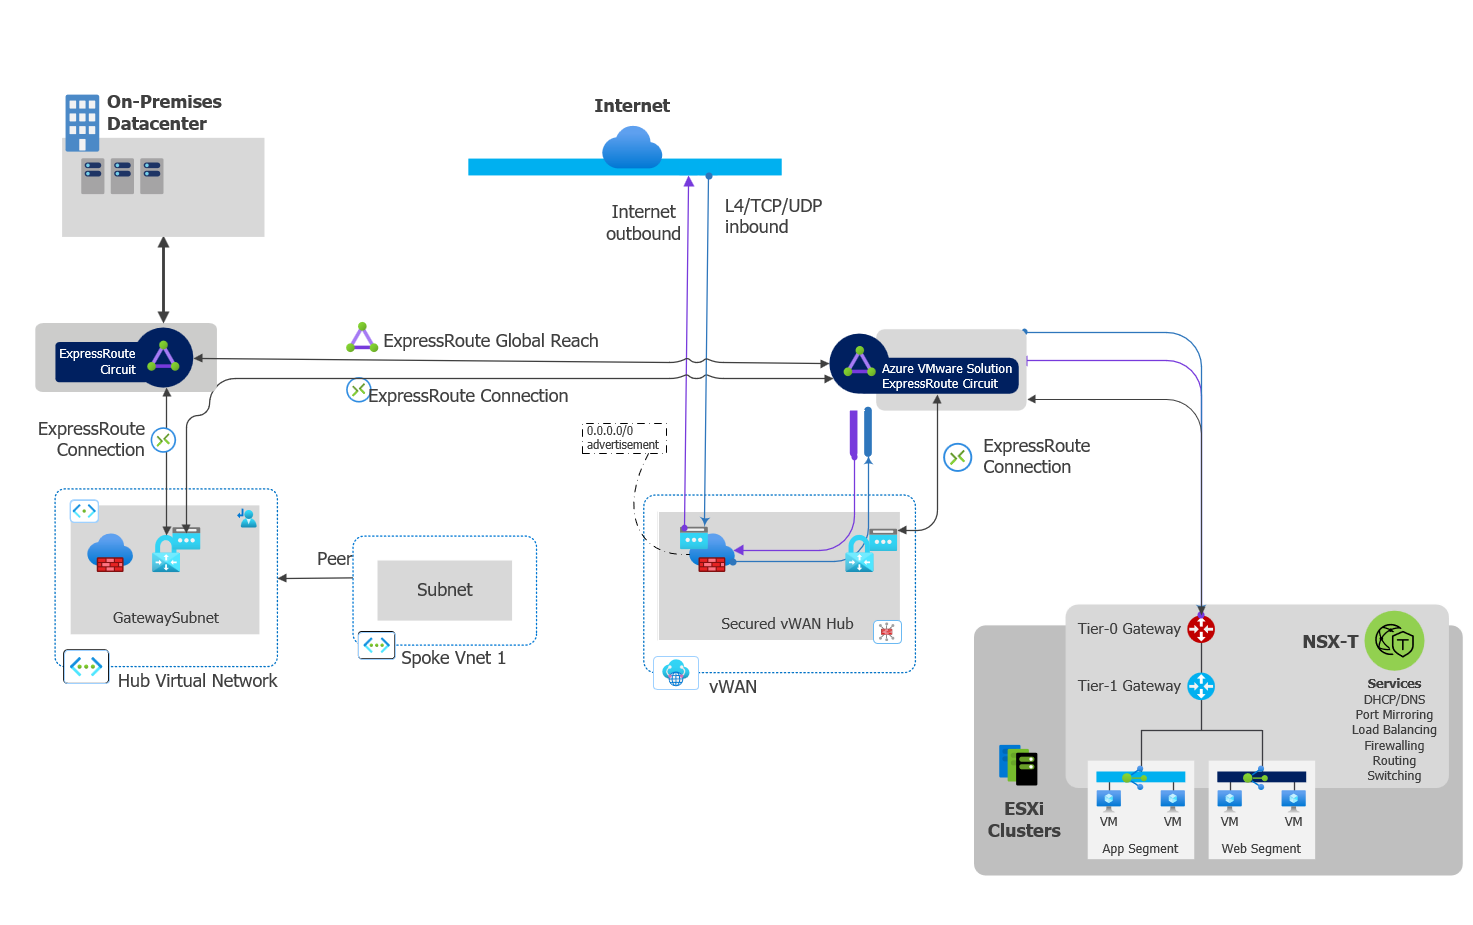 On-Premises
Datacenter
Internet
Internet
outbound
L4/TCP/UDP
inbound
ExpressRoute
Circuit
ExpressRoute Global Reach
ExpressRoute Connection
Azure VMware Solution
ExpressRoute Circuit
ExpressRoute
Connection
0.0.0.0/0
advertisement
ExpressRoute
Connection
Peer
GatewaySubnet
Subnet
Secured vWAN Hub
Hub Virtual Network
Spoke Vnet 1
vWAN
Tier-0 Gateway
NSX-T
Tier-1 Gateway
Services
DHCP/DNS
Port Mirroring
Load Balancing
Firewalling
Routing
Switching
ESXi
Clusters
VM
VM
VM
VM
App Segment
Web Segment